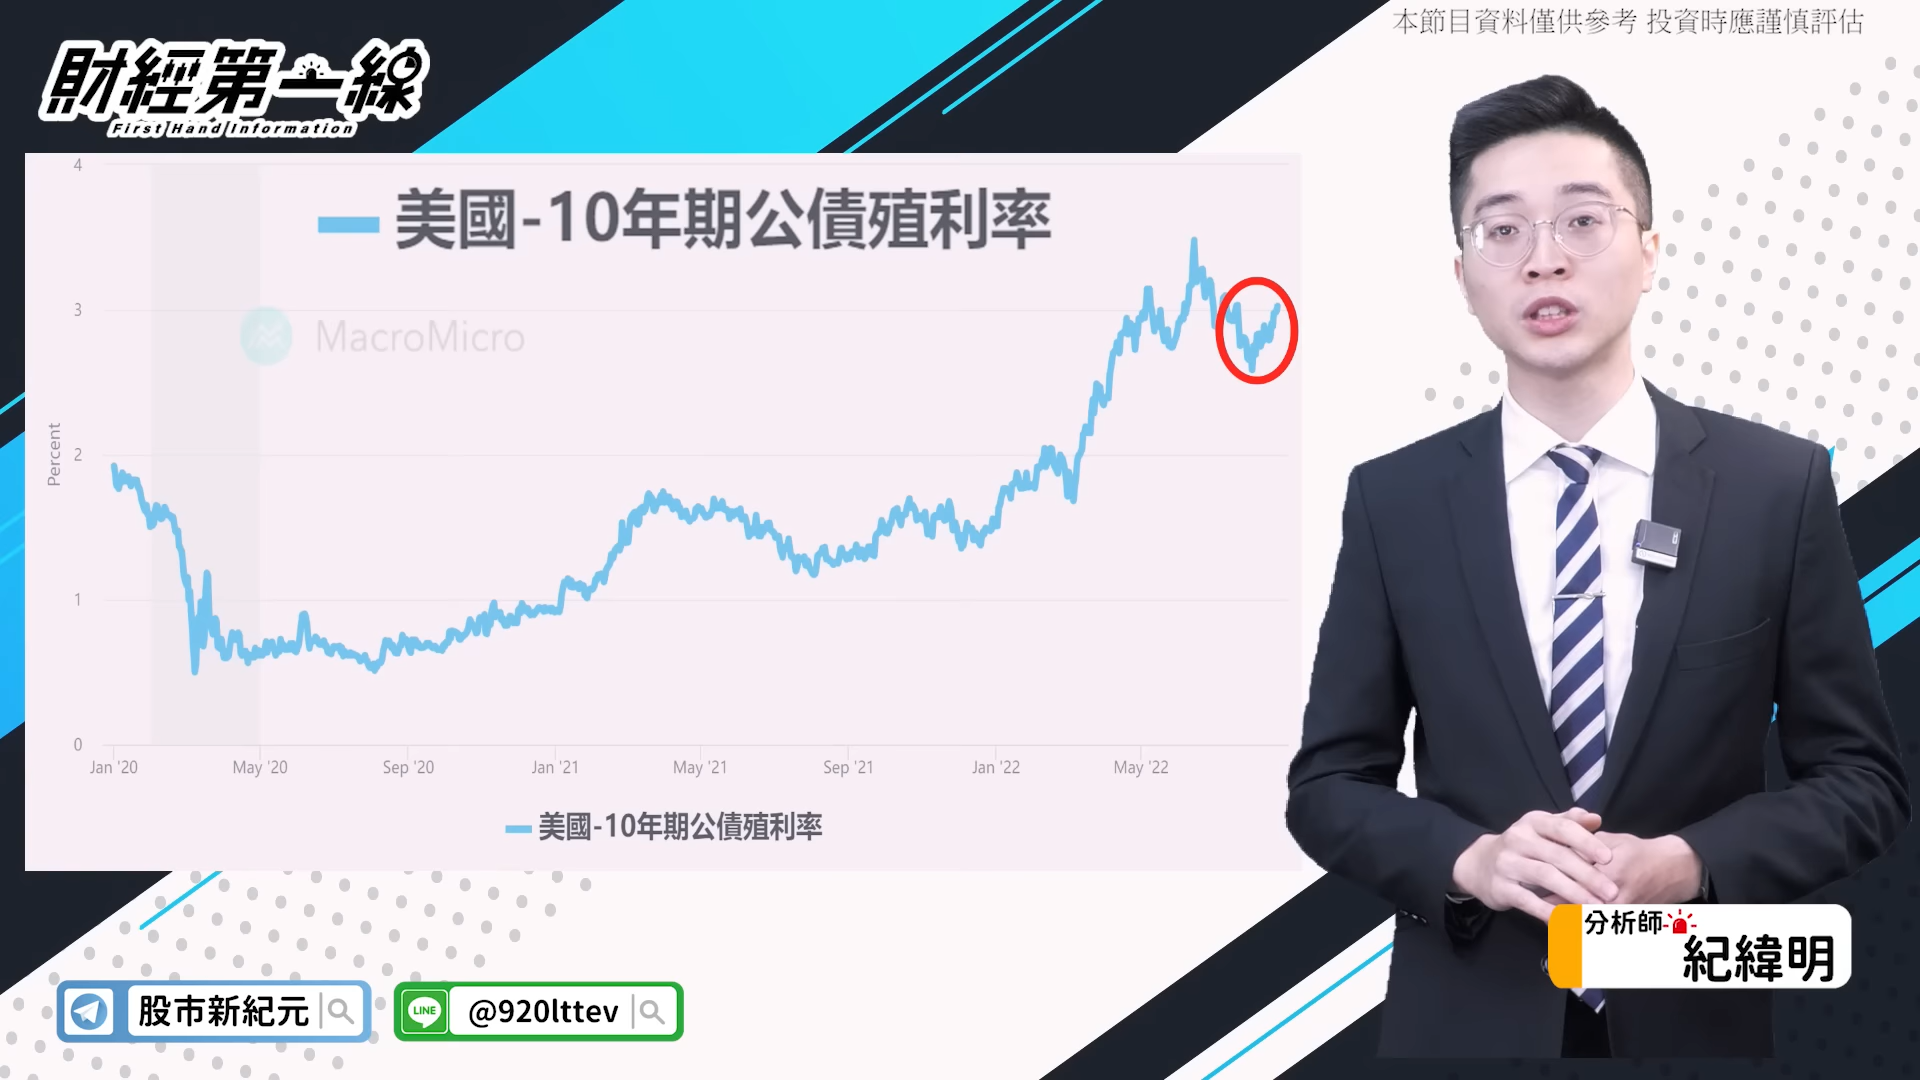 本節目資料僅供參考 投資時應謹慎評估
財經第一線
First Hand Information
美國-10年期公債殖利率
MacroMicro
Percent
4
3
2
1
0
Jan '20
May '20
Sep '20
Jan '21
May '21
Sep '21
Jan '22
May '22
美國-10年期公債殖利率
分析師
紀緯明
股市新紀元
LINE
@920lttev